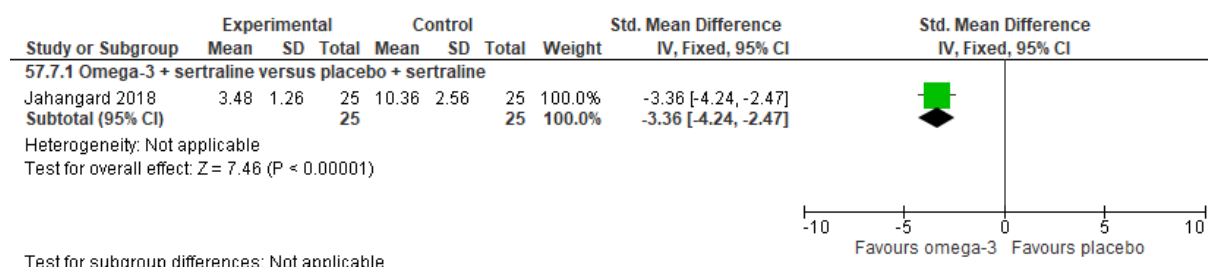 Experimental Control Std. Mean Difference Std. Mean Difference
Study or Subgroup Mean SD Total Mean SD Total Weight IV, Fixed, 95% CI IV, Fixed, 95% CI
57.7.1 Omega-3 + sertraline versus placebo + sertraline
Jahangard 2018 3.48 1.26 25 10.36 2.56 25 100.0% -3.36 [-4.24, -2.47]
Subtotal (95% CI) 25 25 100.0% -3.36 [-4.24, -2.47]
Heterogeneity: Not applicable
Test for overall effect: Z = 7.46 (P < 0.00001)
-10 -5 0 5 10
Favours omega-3 Favours placebo
Test for subgroup differences: Not applicable